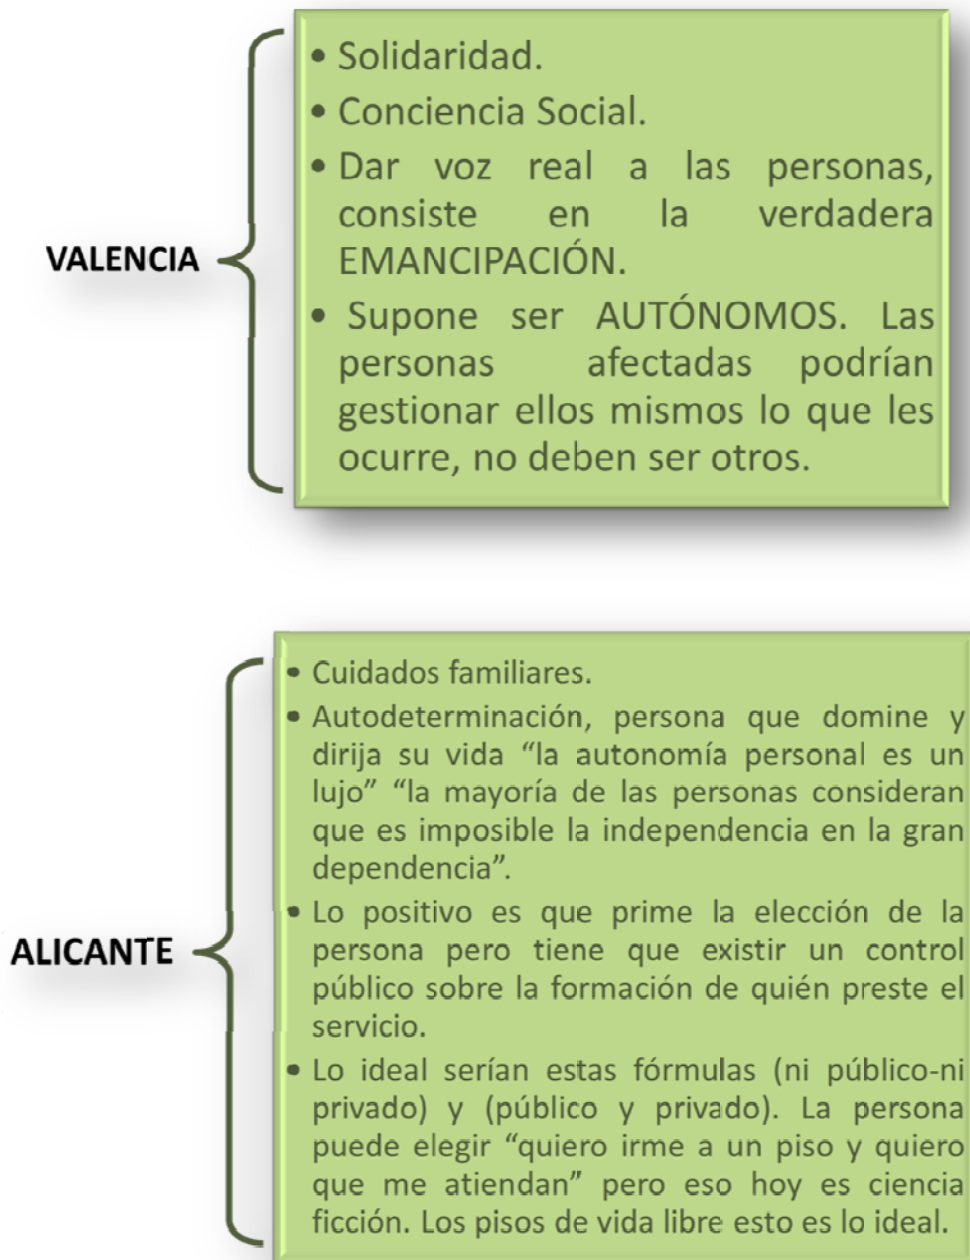 VALENCIA
• Solidaridad.
• Conciencia Social.
• Dar voz real a las personas,
consiste en la verdadera
EMANCIPACIÓN.
• Supone ser AUTÓNOMOS. Las
personas afectadas podrían
gestionar ellos mismos lo que les
ocurre, no deben ser otros.
ALICANTE
• Cuidados familiares.
• Autodeterminación, persona que domine y
dirija su vida “la autonomía personal es un
lujo” “la mayoría de las personas consideran
que es imposible la independencia en la gran
dependencia”.
• Lo positivo es que prime la elección de la
persona pero tiene que existir un control
público sobre la formación de quién preste el
servicio.
• Lo ideal serían estas fórmulas (ni público-ni
privado) y (público y privado). La persona
puede elegir “quiero irme a un piso y quiero
que me atiendan” pero eso hoy es ciencia
ficción. Los pisos de vida libre esto es lo ideal.